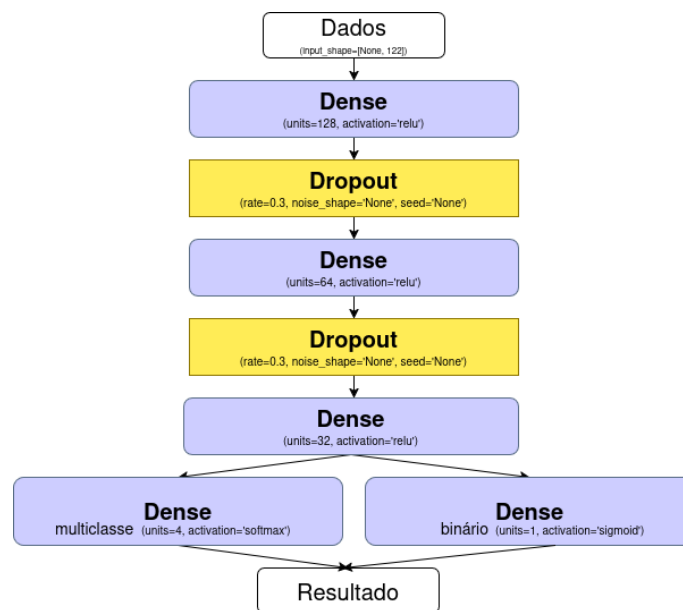 Dados
(input_shape=[None, 122])
Dense
(units=128, activation='relu')
Dropout
(rate=0.3, noise_shape='None', seed='None')
Dense
(units=64, activation='relu')
Dropout
(rate=0.3, noise_shape='None', seed='None')
Dense
(units=32, activation='relu')
Dense
multiclasse (units=4, activation='softmax')
Dense
binário (units=1, activation='sigmoid')
Resultado